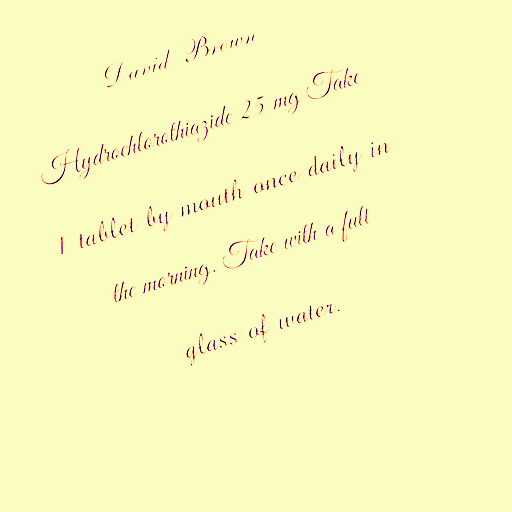 David Brown
Hydrochlorothiazide 25 mg Take
1 tablet by mouth once daily in
the morning. Take with a full
glass of water.